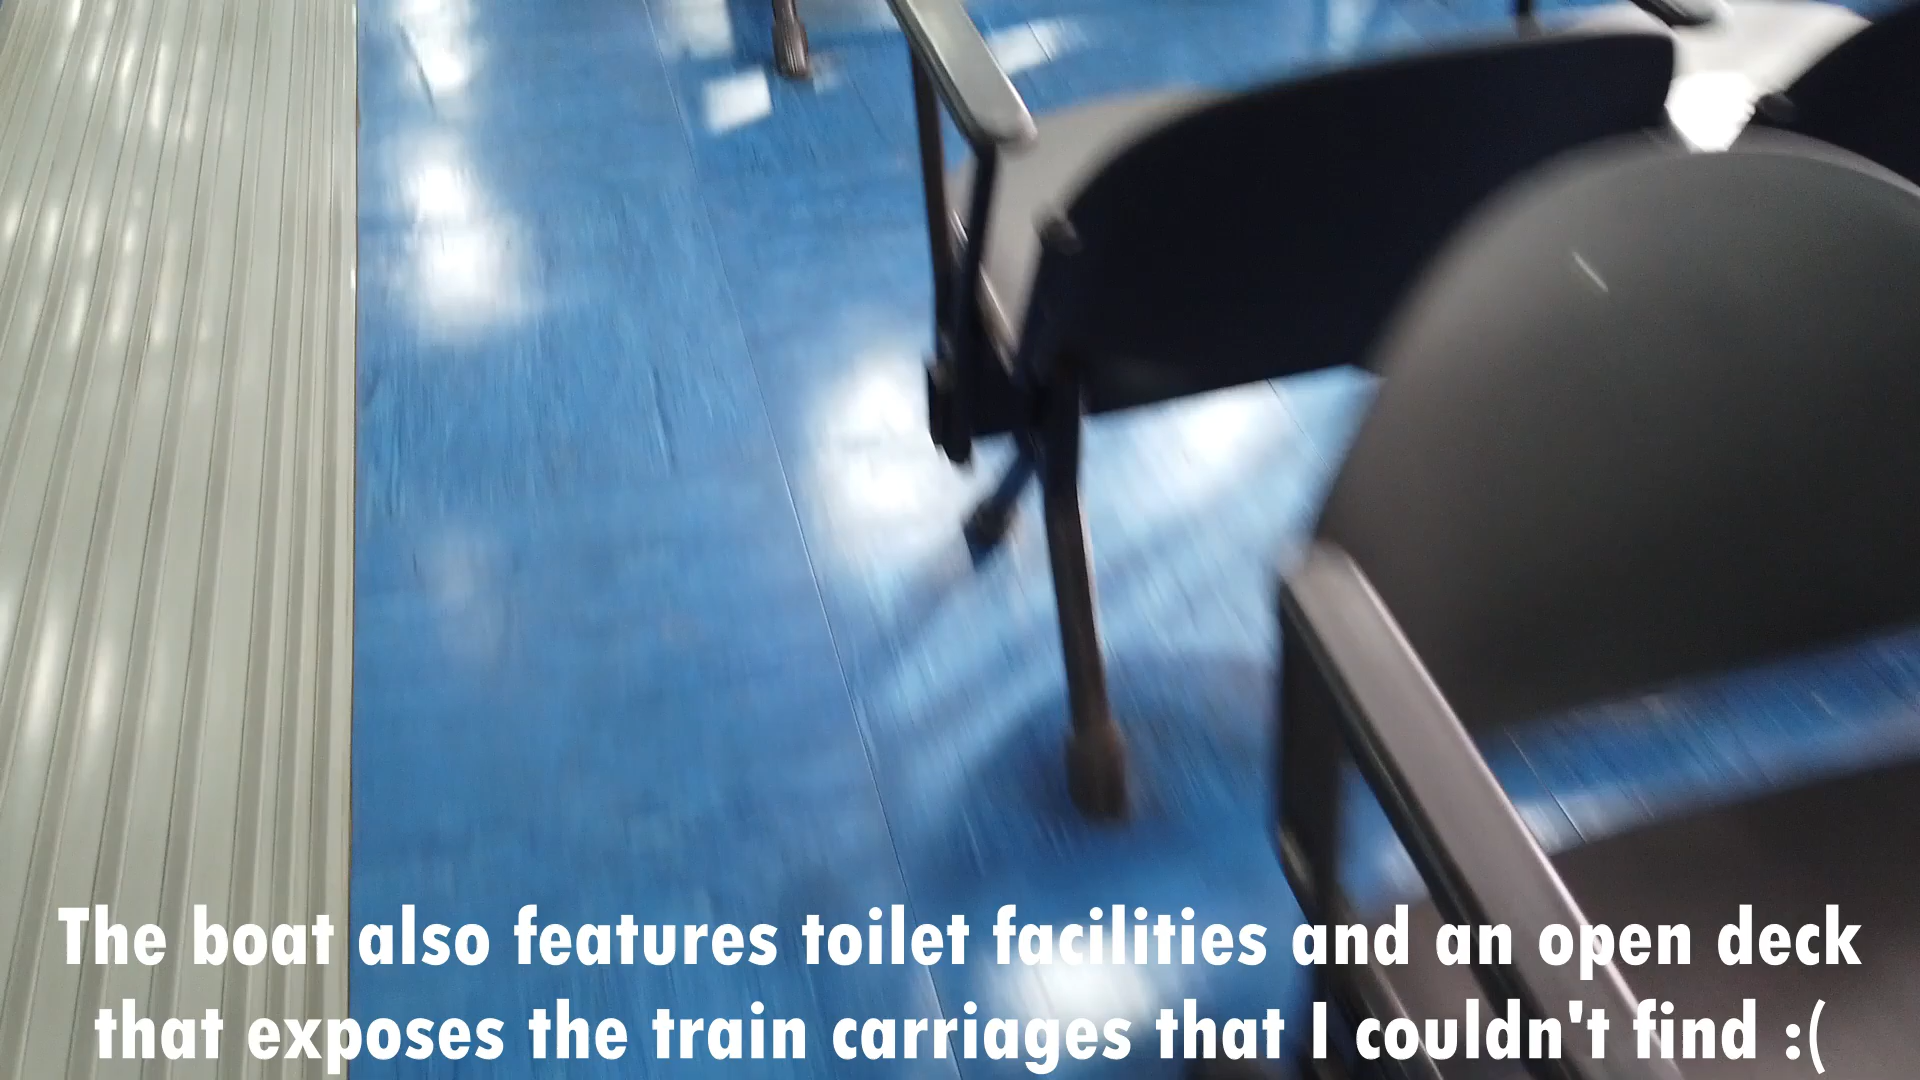 The boat also features toilet facilities and an open deck
that exposes the train carriages that I couldn't find :(